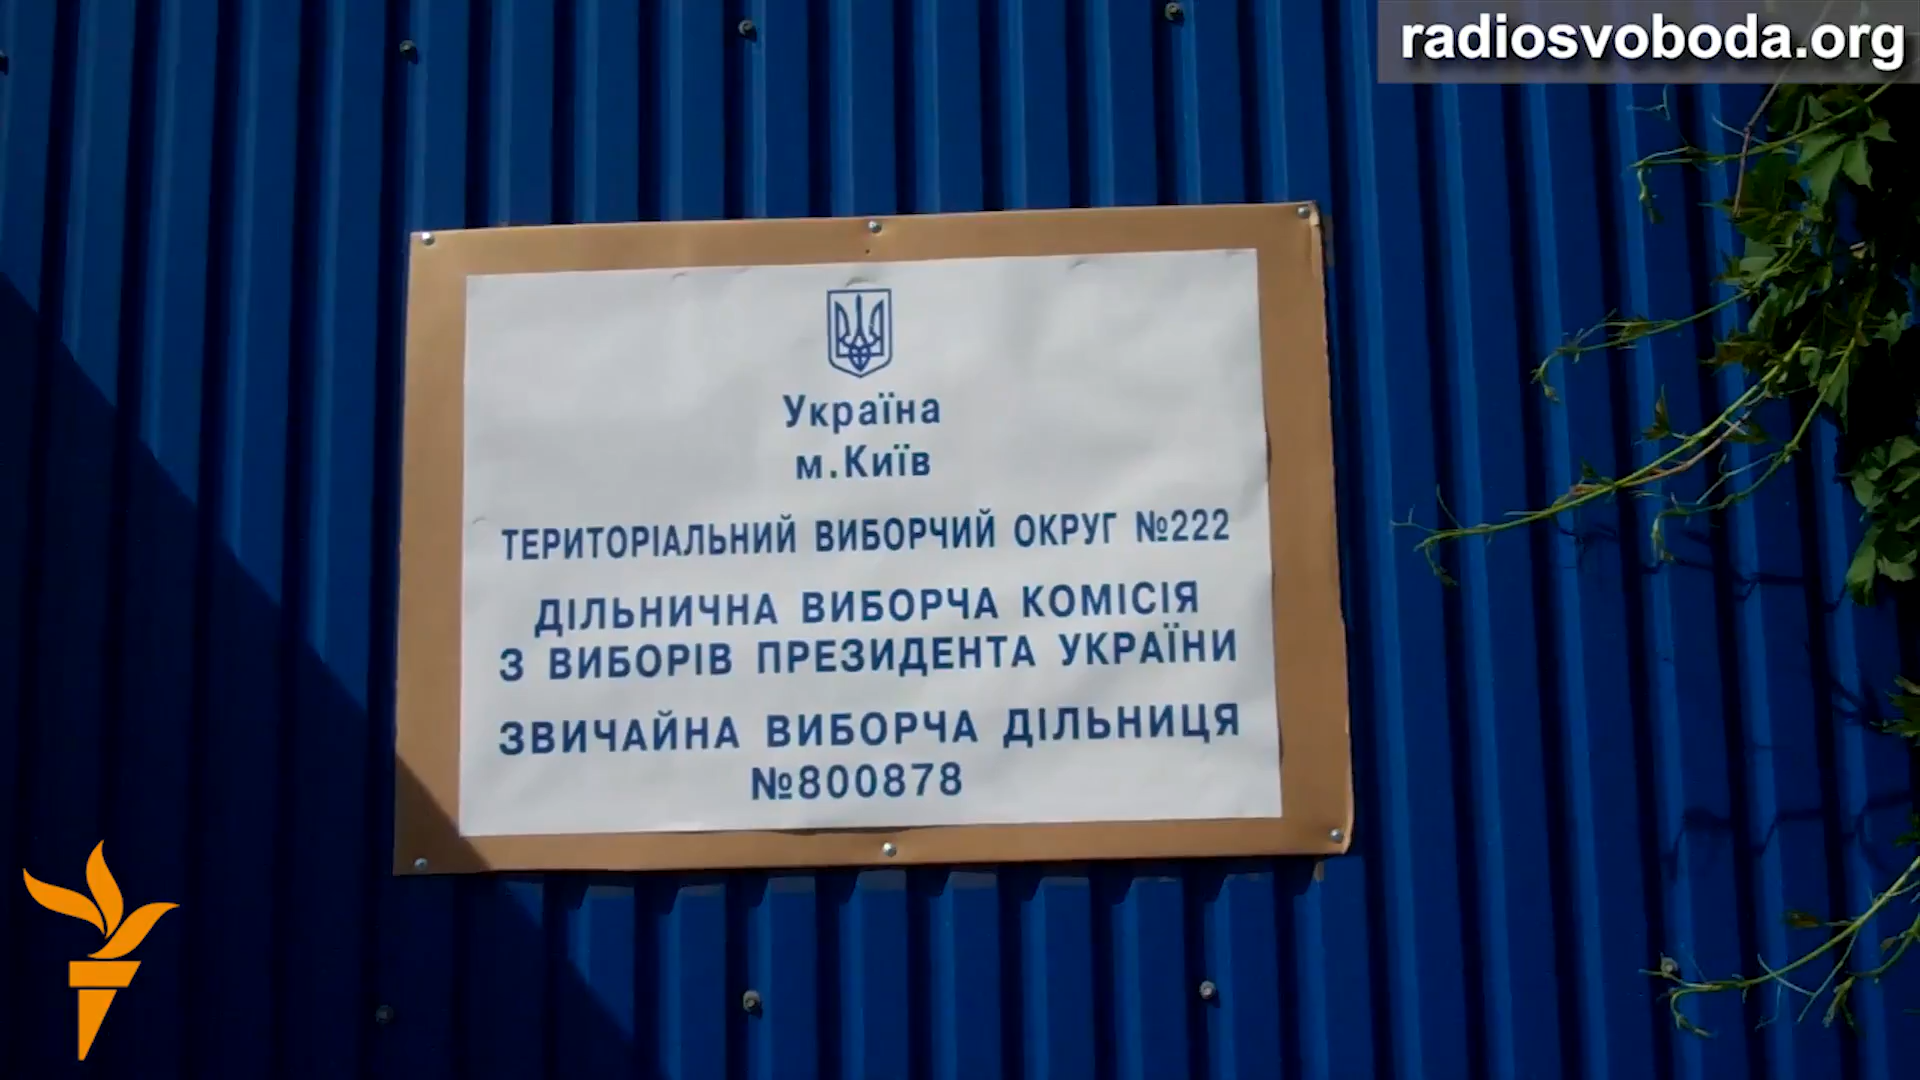 radiosvoboda.org
Україна
м.Київ
ТЕРИТОРІАЛЬНИЙ ВИБОРЧИЙ ОКРУГ №222
ДІЛЬНИЧНА ВИБОРЧА КОМІСІЯ
З ВИБОРІВ ПРЕЗИДЕНТА УКРАЇНИ
ЗВИЧАЙНА ВИБОРЧА ДІЛЬНИЦЯ
№800878